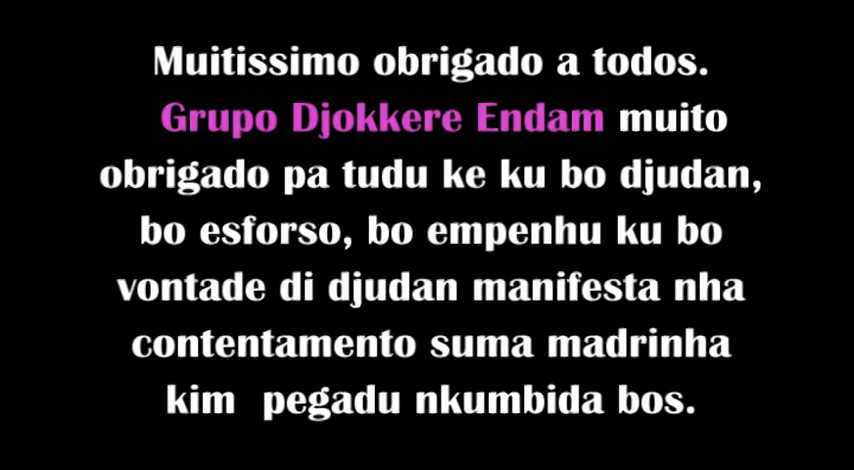 Muitissimo obrigado a todos.
Grupo Djokkere Endam muito
obrigado pa tudu ke ku bo djudan,
bo esforso, bo empenhu ku bo
vontade di djudan manifesta nha
contentamento suma madrinha
kim pegadu nkumbida bos.